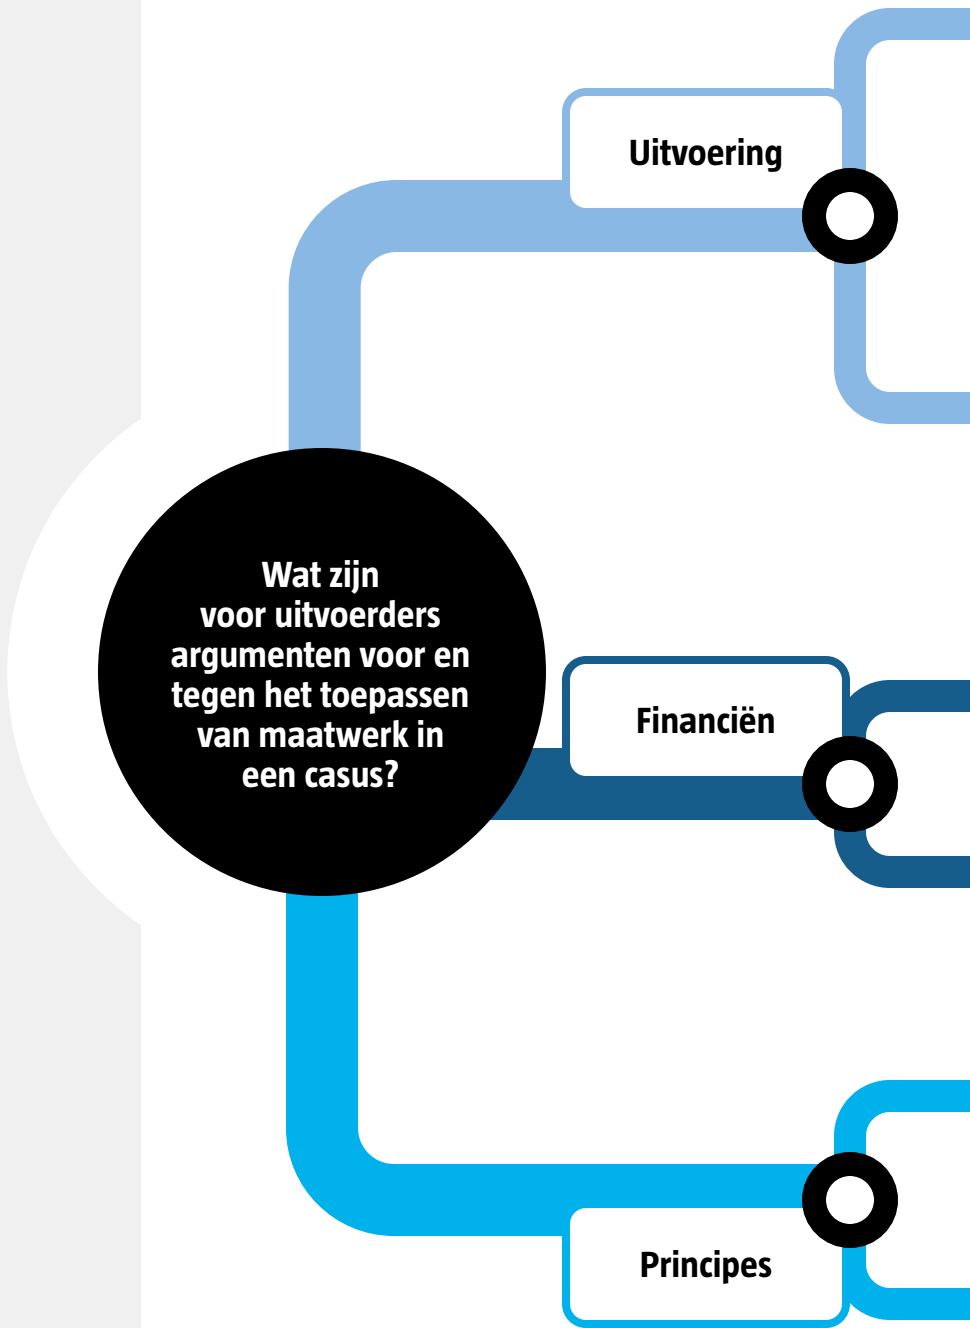 Uitvoering
Wat zijn
voor uitvoerders
argumenten voor en
tegen het toepassen
van maatwerk in
een casus?
Financiën
Principes